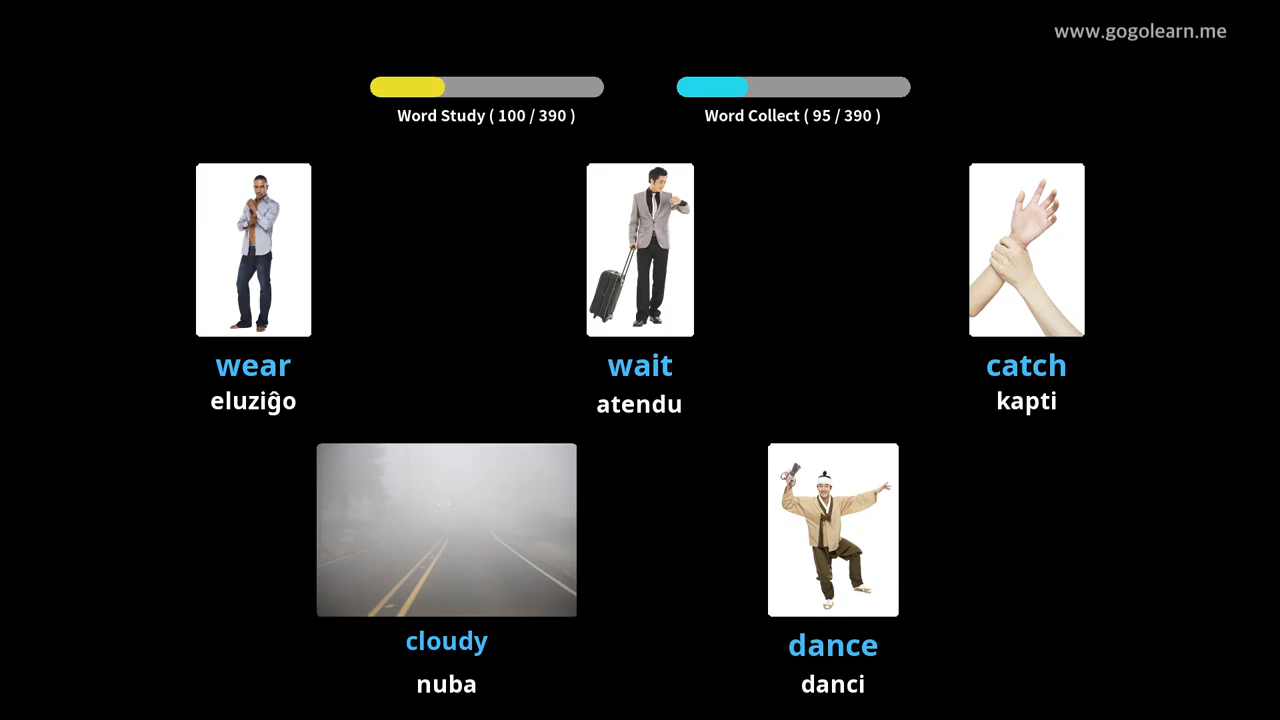 www.gogolearn.me
Word Study ( 100 / 390 )
Word Collect ( 95 / 390 )
wear
eluziĝo
wait
atendu
catch
kapti
cloudy
nuba
dance
danci